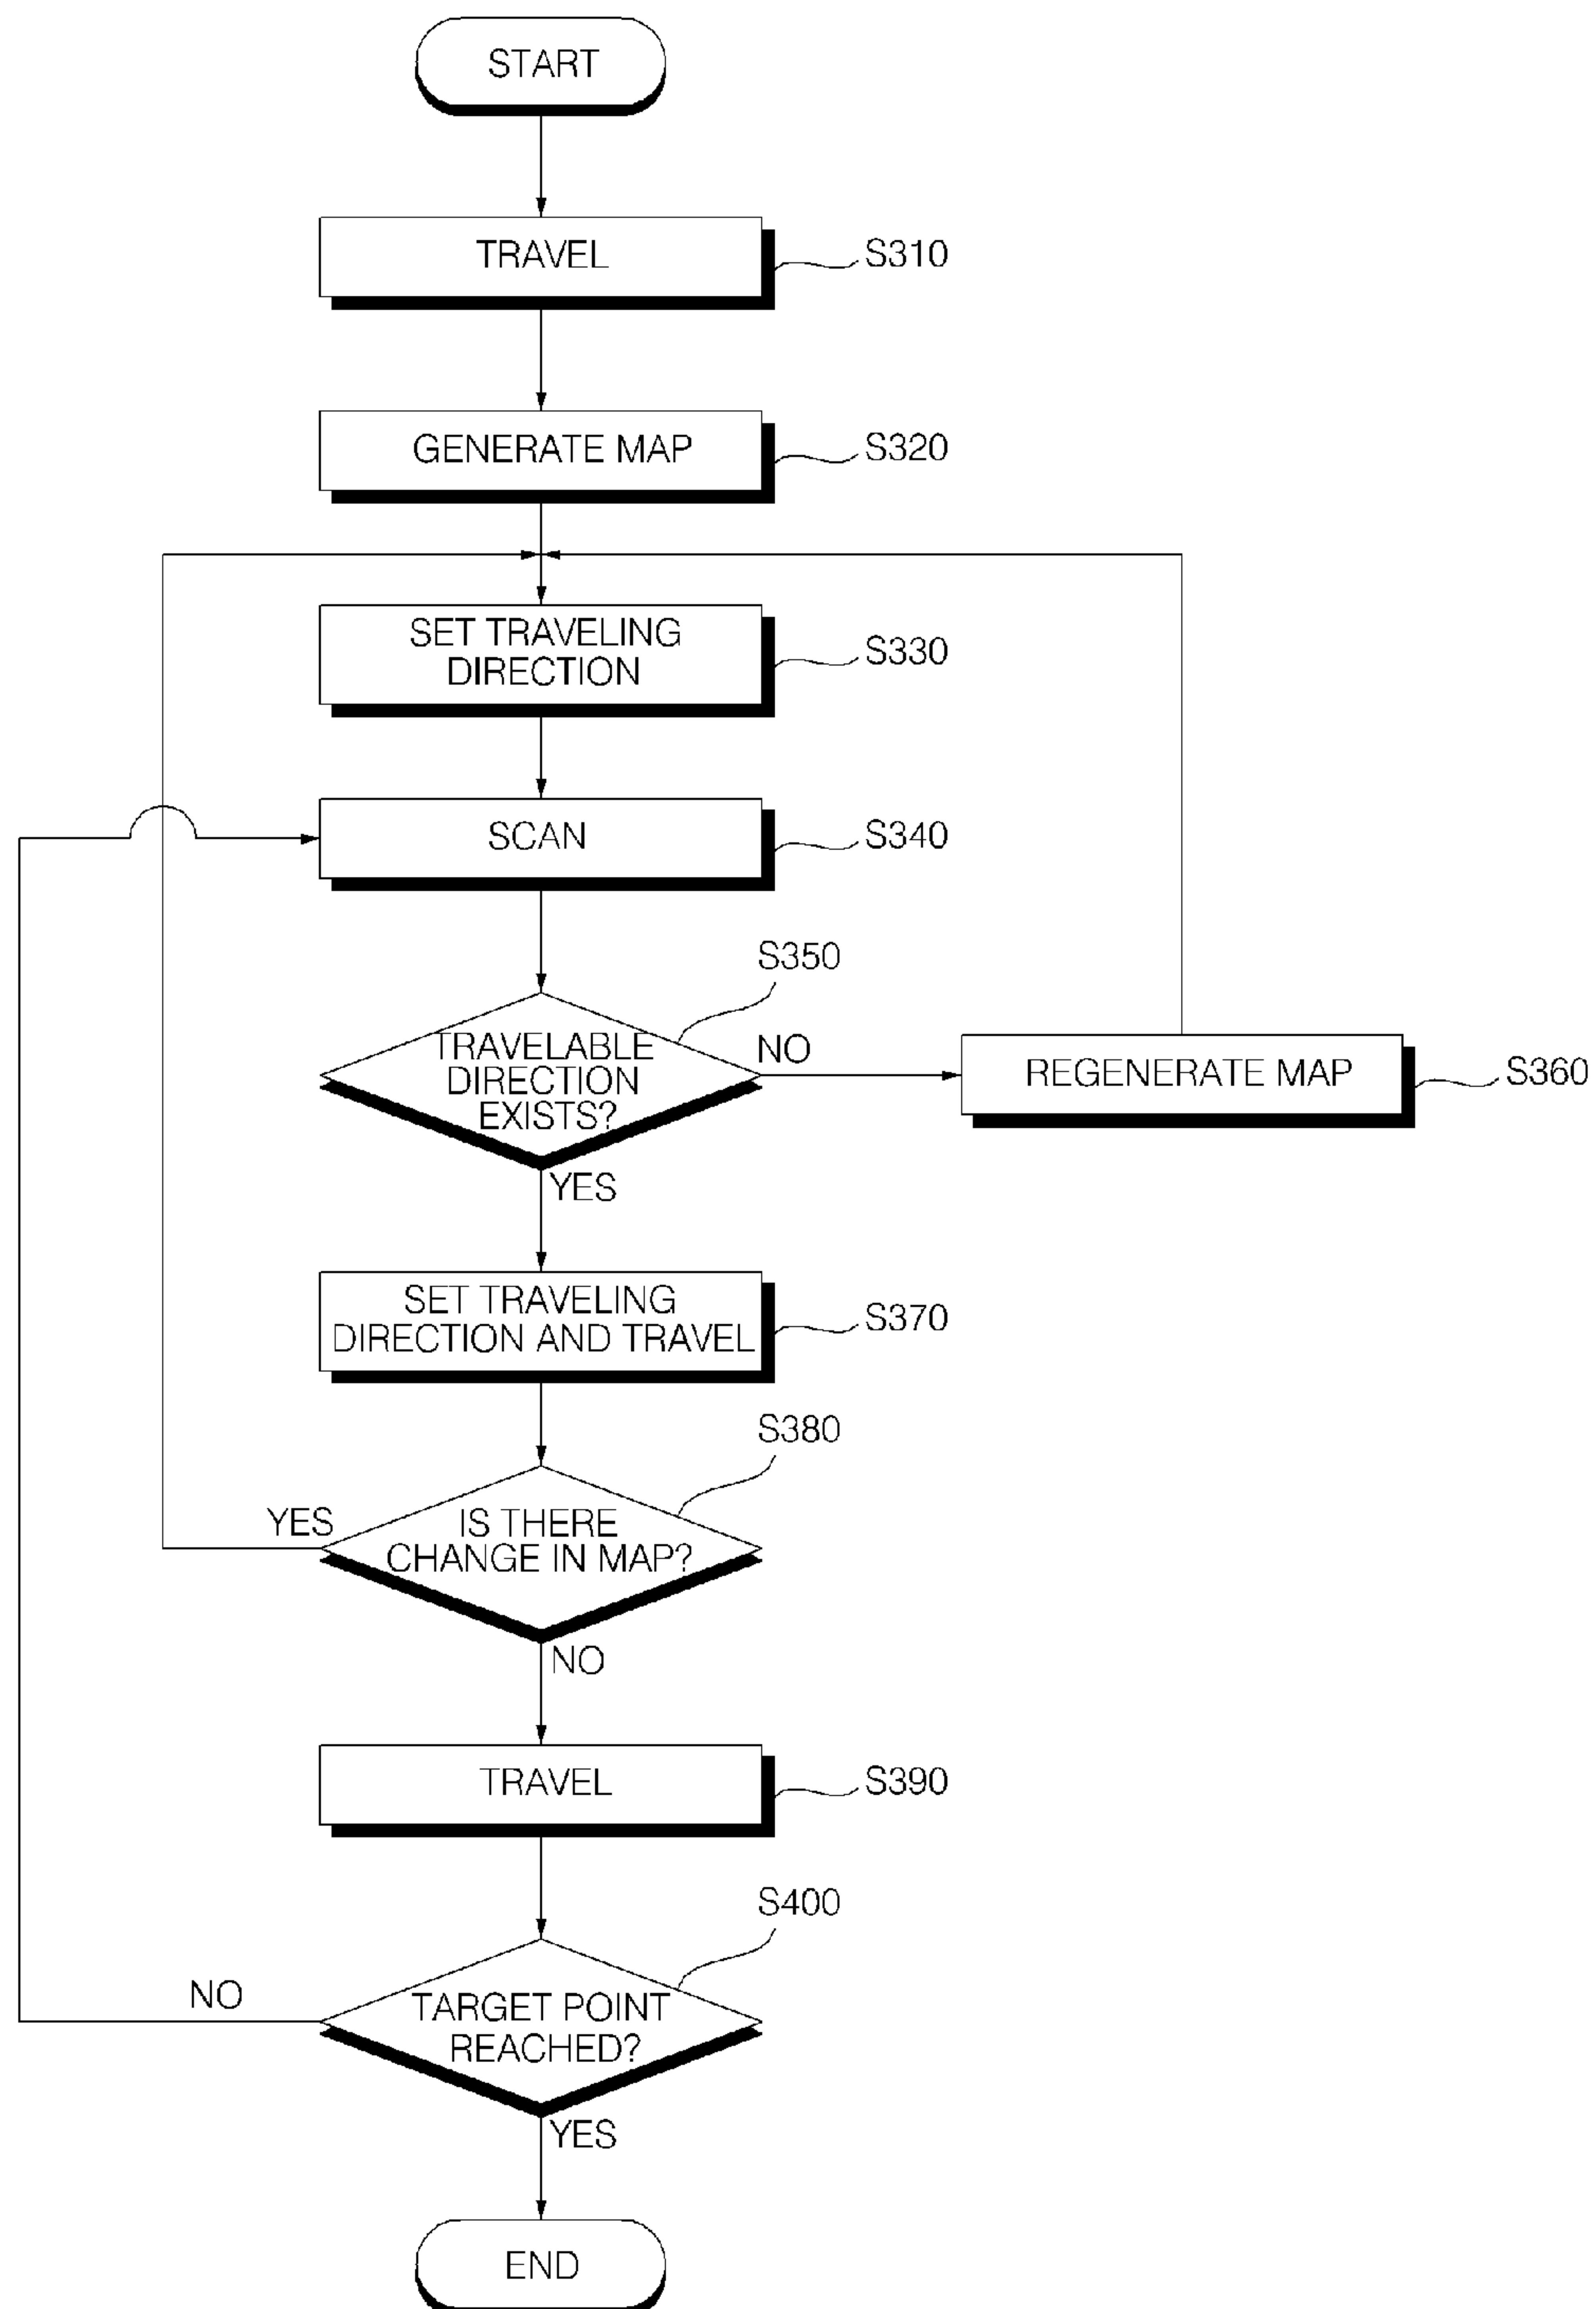 START
TRAVEL
S310
GENERATE MAP
S320
SET TRAVELING
DIRECTION
S330
SCAN
S340
S350
TRAVELABLE
DIRECTION
EXISTS?
NO
REGENERATE MAP
S360
YES
SET TRAVELING
DIRECTION AND TRAVEL
S370
S380
YES
IS THERE
CHANGE IN MAP?
NO
TRAVEL
S390
S400
NO
TARGET POINT
REACHED?
YES
END